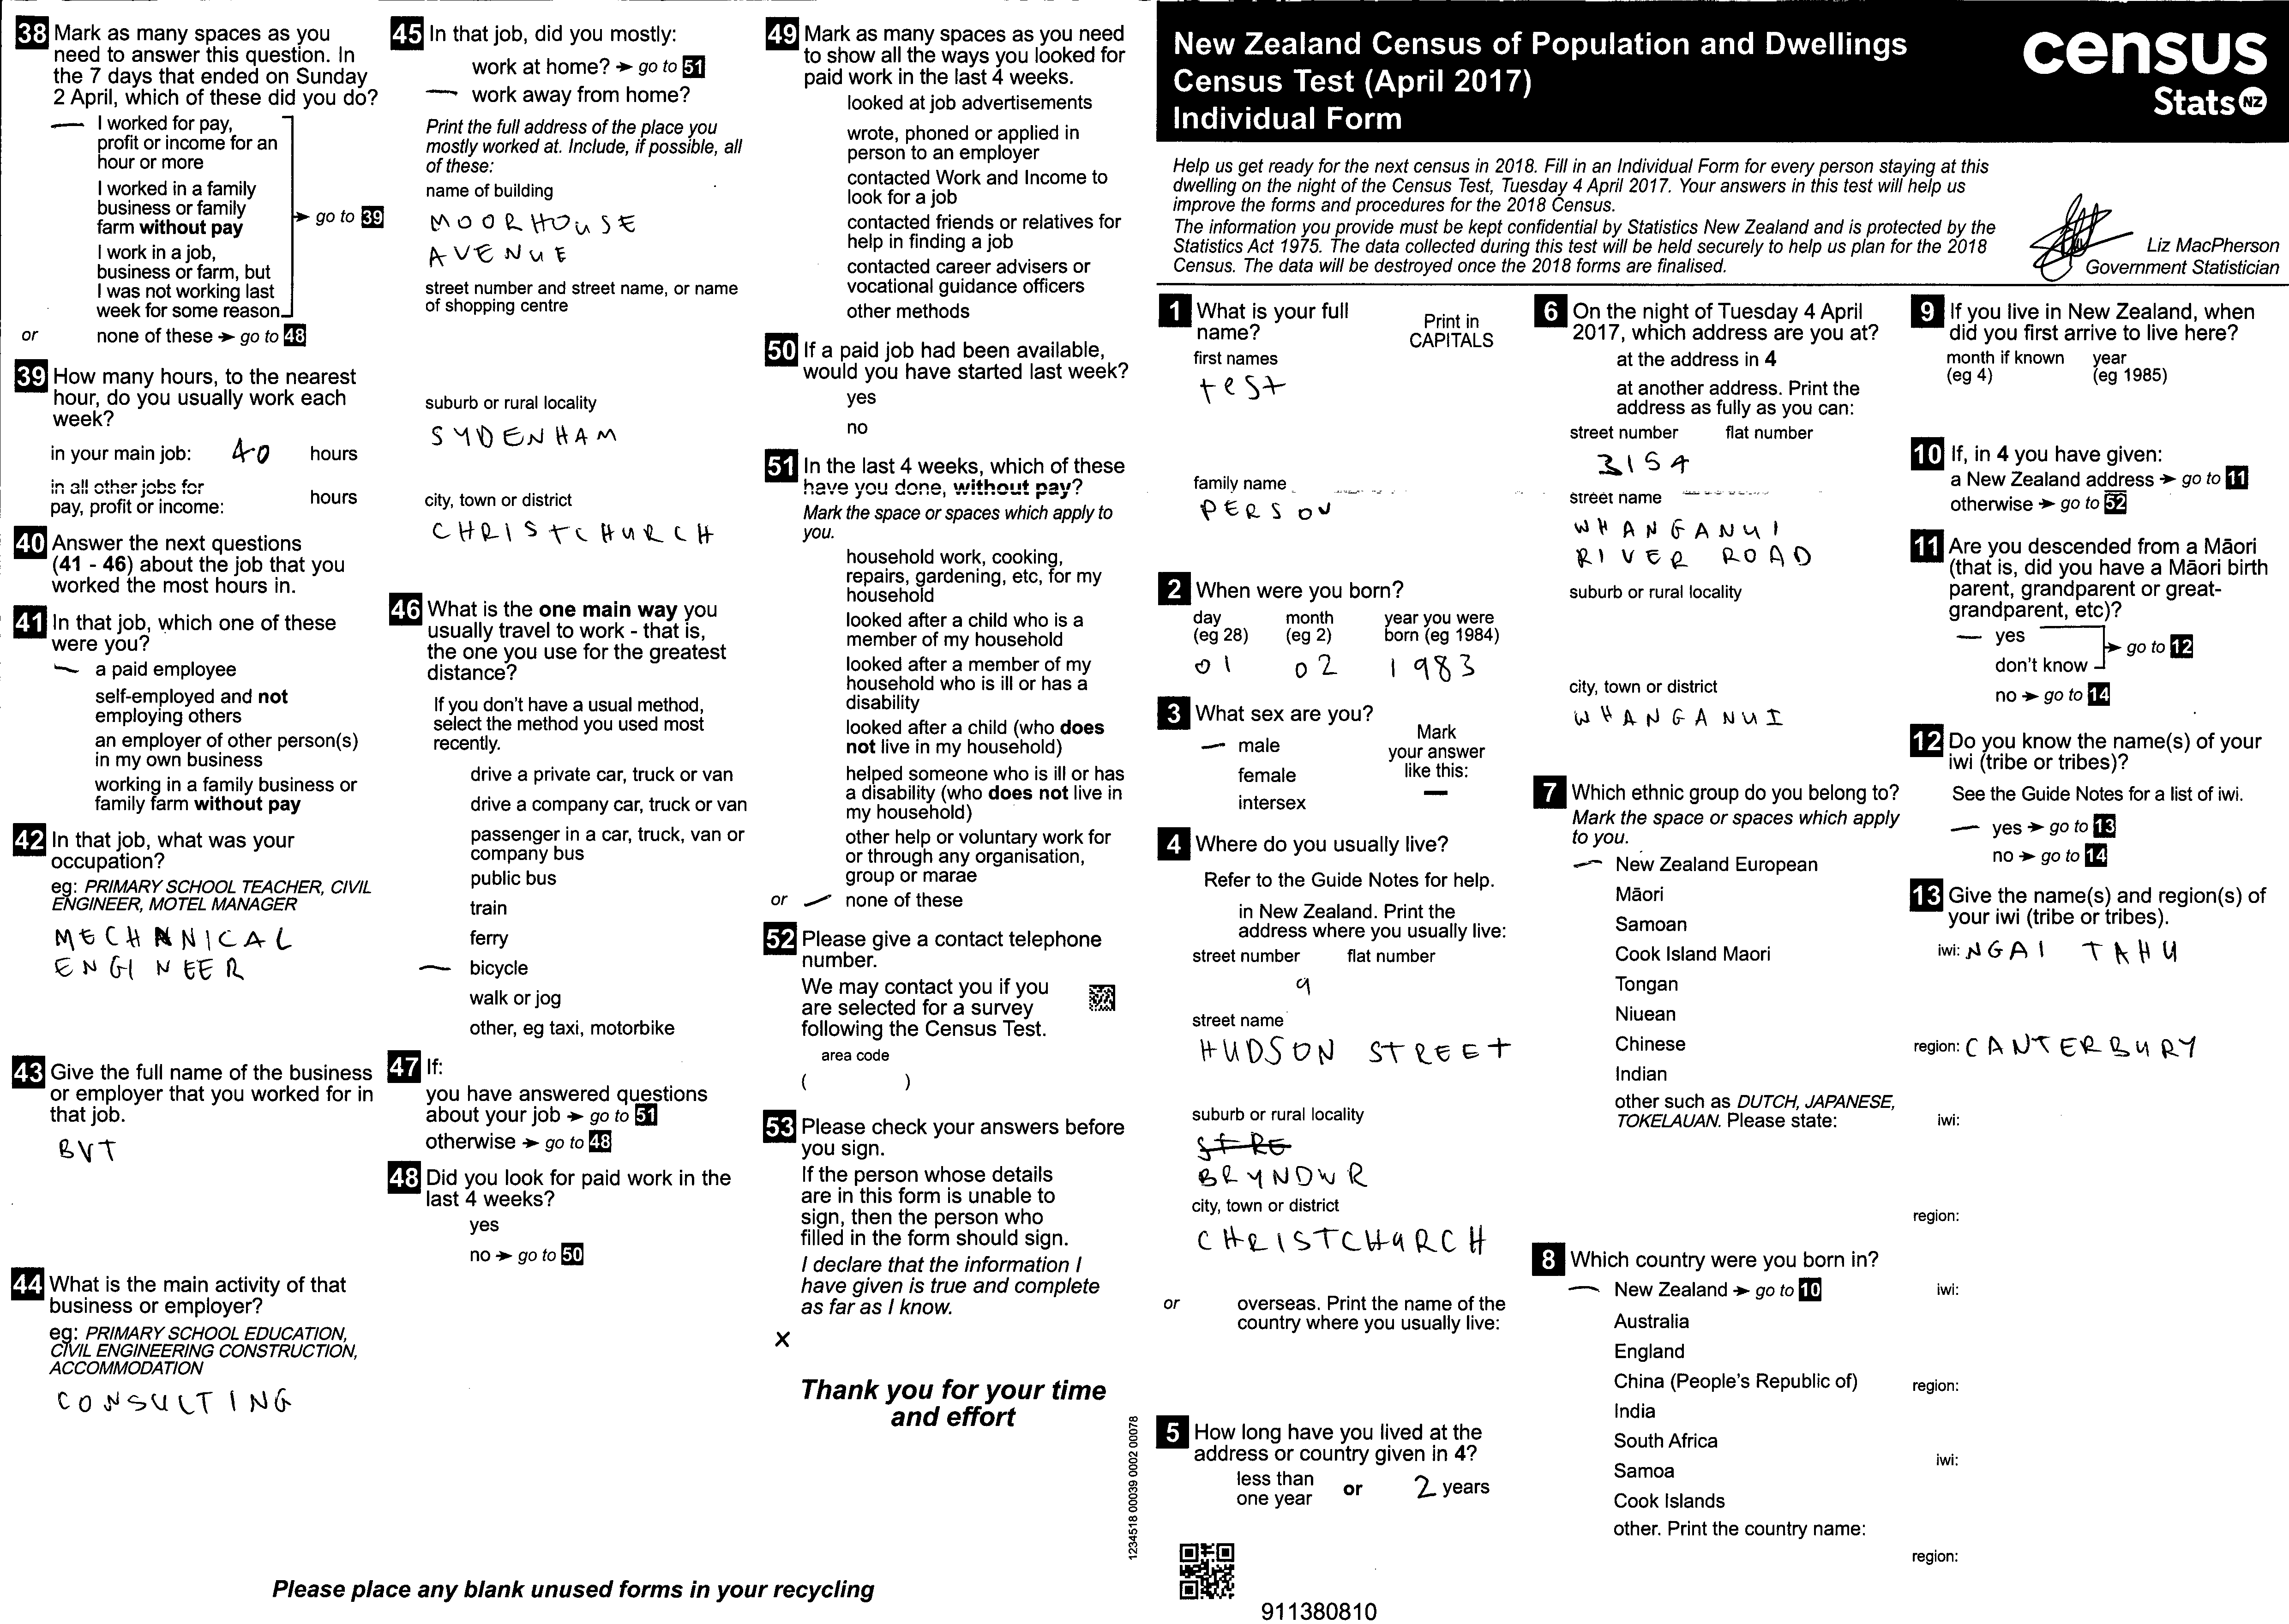 38 Mark as many spaces as you
need to answer this question. In
the 7 days that ended on Sunday
2 April, which of these did you do?
I worked for pay,
profit or income for an
hour or more
I worked in a family
business or family
farm without pay
I work in a job,
business or farm, but
I was not working last
week for some reason
go to 39
or none of these go to 48
39 How many hours, to the nearest
hour, do you usually work each
week?
in your main job: 40 hours
in all other jobs for
pay, profit or income: hours
40 Answer the next questions
(41 - 46) about the job that you
worked the most hours in.
41 In that job, which one of these
were you?
a paid employee
self-employed and not
employing others
an employer of other person(s)
in my own business
working in a family business or
family farm without pay
42 In that job, what was your
occupation?
eg: PRIMARY SCHOOL TEACHER, CIVIL
ENGINEER, MOTEL MANAGER
MECHNNICAL
ENGINEER
43 Give the full name of the business
or employer that you worked for in
that job.
BVT
44 What is the main activity of that
business or employer?
eg: PRIMARY SCHOOL EDUCATION,
CIVIL ENGINEERING CONSTRUCTION,
ACCOMMODATION
CONSULTING
45 In that job, did you mostly:
work at home? go to 51
work away from home?
Print the full address of the place you
mostly worked at. Include, if possible, all
of these:
name of building
MOORHOUSE
AVENUE
street number and street name, or name
of shopping centre
suburb or rural locality
SYDENHAM
city, town or district
CHRISTCHURCH
46 What is the one main way you
usually travel to work - that is,
the one you use for the greatest
distance?
If you don't have a usual method,
select the method you used most
recently.
drive a private car, truck or van
drive a company car, truck or van
passenger in a car, truck, van or
company bus
public bus
train
ferry
bicycle
walk or jog
other, eg taxi, motorbike
47 If:
you have answered questions
about your job go to 51
otherwise go to 48
48 Did you look for paid work in the
last 4 weeks?
yes
no go to 50
49 Mark as many spaces as you need
to show all the ways you looked for
paid work in the last 4 weeks.
looked at job advertisements
wrote, phoned or applied in
person to an employer
contacted Work and Income to
look for a job
contacted friends or relatives for
help in finding a job
contacted career advisers or
vocational guidance officers
other methods
50 If a paid job had been available,
would you have started last week?
yes
no
51 In the last 4 weeks, which of these
have you done, without pay?
Mark the space or spaces which apply to
you.
household work, cooking,
repairs, gardening, etc, for my
household
looked after a child who is a
member of my household
looked after a member of my
household who is ill or has a
disability
looked after a child (who does
not live in my household)
helped someone who is ill or has
a disability (who does not live in
my household)
other help or voluntary work for
or through any organisation,
group or marae
or none of these
52 Please give a contact telephone
number.
We may contact you if you
are selected for a survey
following the Census Test.
area code
( )
53 Please check your answers before
you sign.
If the person whose details
are in this form is unable to
sign, then the person who
filled in the form should sign.
I declare that the information I
have given is true and complete
as far as I know.
X
Thank you for your time
and effort
1234518 00039 0002 00078
Please place any blank unused forms in your recycling
New Zealand Census of Population and Dwellings
Census Test (April 2017)
Individual Form
census
Stats NZ
Help us get ready for the next census in 2018. Fill in an Individual Form for every person staying at this
dwelling on the night of the Census Test, Tuesday 4 April 2017. Your answers in this test will help us
improve the forms and procedures for the 2018 Census.
The information you provide must be kept confidential by Statistics New Zealand and is protected by the
Statistics Act 1975. The data collected during this test will be held securely to help us plan for the 2018
Census. The data will be destroyed once the 2018 forms are finalised.
Liz MacPherson
Government Statistician
1 What is your full
name?
Print in
CAPITALS
first names
test
family name
PERSON
2 When were you born?
day month year you were
(eg 28) (eg 2) born (eg 1984)
01 02 1983
3 What sex are you?
male
female
intersex
Mark
your answer
like this:
4 Where do you usually live?
Refer to the Guide Notes for help.
in New Zealand. Print the
address where you usually live:
street number flat number
9
street name
HUDSON STREET
suburb or rural locality
STRE
BRYNDWR
city, town or district
CHRISTCHURCH
or overseas. Print the name of the
country where you usually live:
5 How long have you lived at the
address or country given in 4?
less than
one year
or 2 years
911380810
6 On the night of Tuesday 4 April
2017, which address are you at?
at the address in 4
at another address. Print the
address as fully as you can:
street number flat number
3154
street name
WHANGANUI
RIVER ROAD
suburb or rural locality
city, town or district
WHANGANUI
7 Which ethnic group do you belong to?
Mark the space or spaces which apply
to you.
New Zealand European
Māori
Samoan
Cook Island Maori
Tongan
Niuean
Chinese
Indian
other such as DUTCH, JAPANESE,
TOKELAUAN. Please state:
8 Which country were you born in?
New Zealand go to 10
Australia
England
China (People's Republic of)
India
South Africa
Samoa
Cook Islands
other. Print the country name:
9 If you live in New Zealand, when
did you first arrive to live here?
month if known year
(eg 4) (eg 1985)
10 If, in 4 you have given:
a New Zealand address go to 11
otherwise go to 52
11 Are you descended from a Māori
(that is, did you have a Māori birth
parent, grandparent or great-
grandparent, etc)?
yes
don't know
go to 12
no go to 14
12 Do you know the name(s) of your
iwi (tribe or tribes)?
See the Guide Notes for a list of iwi.
yes go to 13
no go to 14
13 Give the name(s) and region(s) of
your iwi (tribe or tribes).
iwi: NGAI TAHU
region: CANTERBURY
iwi:
region:
iwi:
region:
iwi:
region: